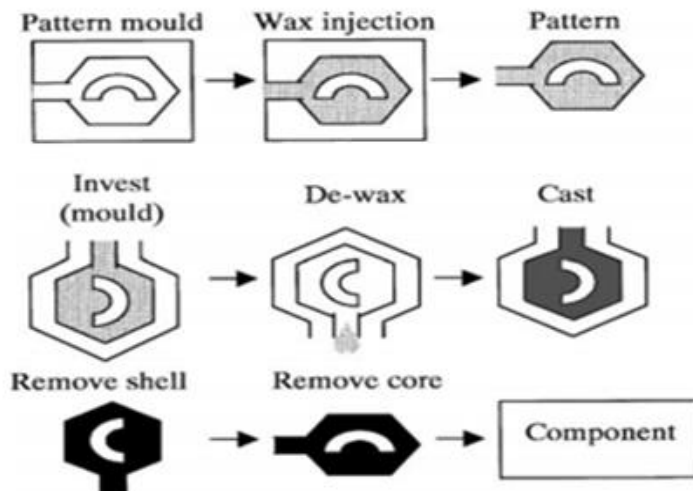 Pattern mould
Wax injection
Pattern
Invest
(mould)
De-wax
Cast
Remove shell
Remove core
Component